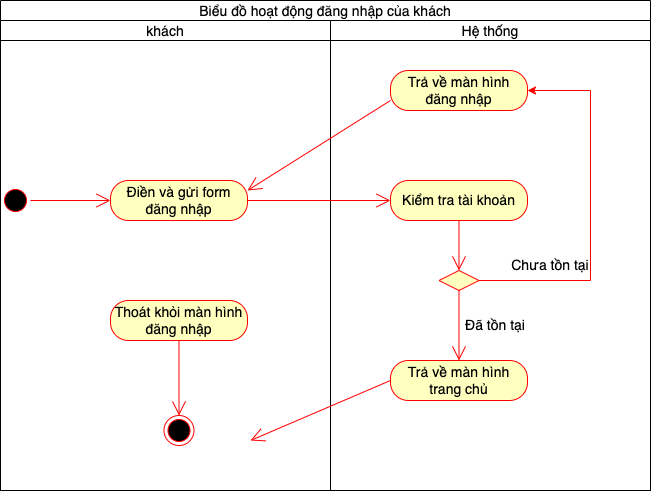 Biểu đồ hoạt động đăng nhập của khách
khách
Hệ thống
Trả về màn hình
đăng nhập
Điền và gửi form
đăng nhập
Kiểm tra tài khoản
Chưa tồn tại
Thoát khỏi màn hình
đăng nhập
Đã tồn tại
Trả về màn hình
trang chủ